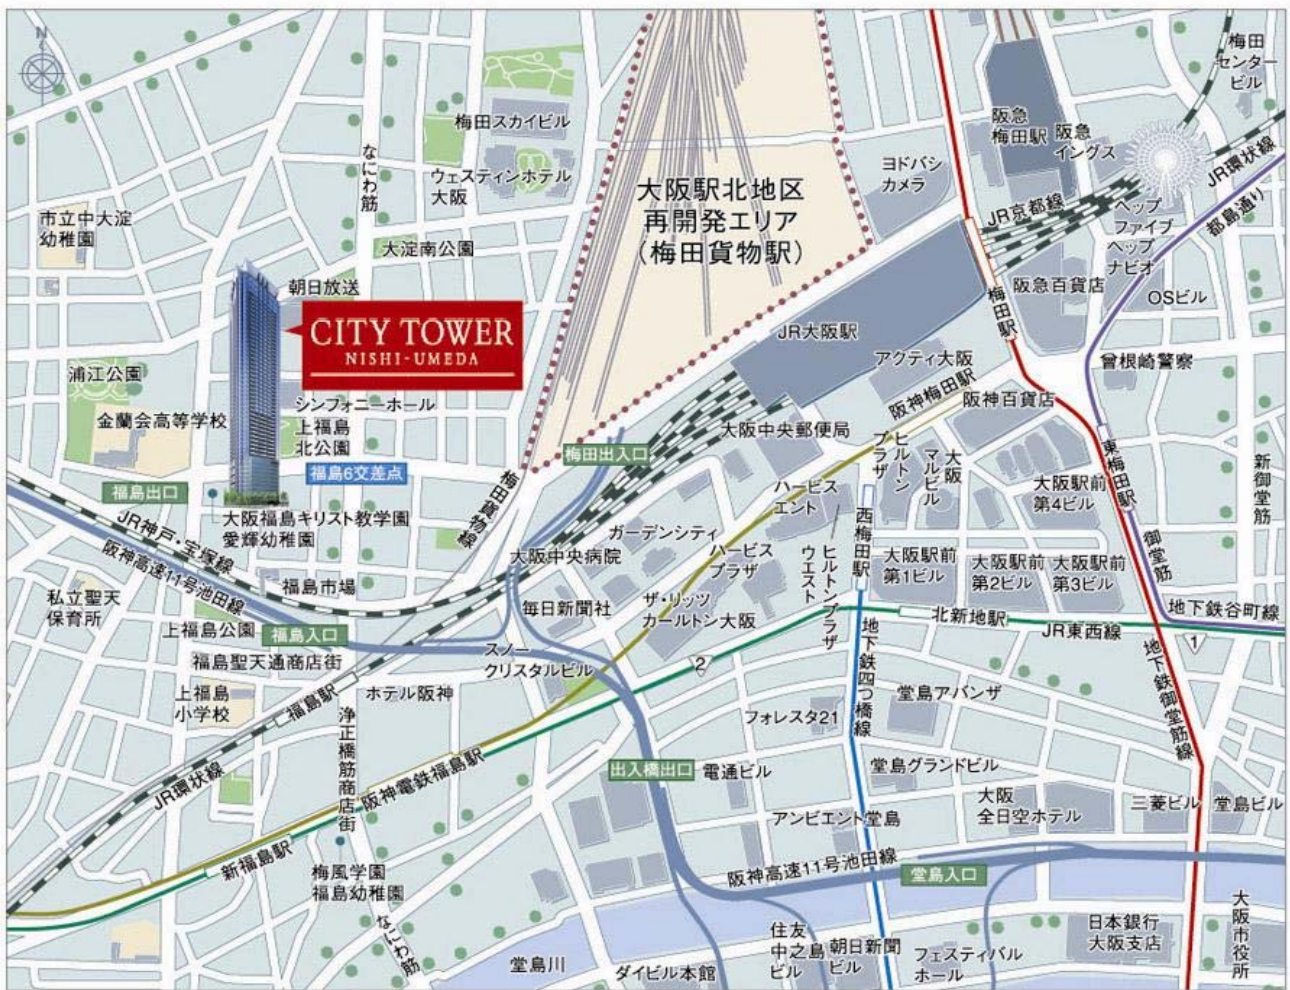 N
梅田
センター
ビル
阪急
梅田駅
阪急
イングス
梅田スカイビル
なにわ筋
ウェスティンホテル
大阪
ヨドバシ
カメラ
大阪駅北地区
再開発エリア
(梅田貨物駅)
JR環状線
都島通り
JR京都線
ヘップ
ファイブ
ヘップ
ナビオ
市立中大淀
幼稚園
大淀南公園
朝日放送
阪急百貨店
OSビル
梅田駅
CITY TOWER
NISHI-UMEDA
JR大阪駅
アクティ大阪
曾根崎警察
浦江公園
阪神梅田駅
阪神百貨店
金蘭会高等学校
シンフォニーホール
上福島
北公園
大阪中央郵便局
梅田出入口
福島6交差点
福島出口
梅田貨物線
ヒルトン
プラザ
大阪
マルビル
東梅田駅
大阪駅前
第4ビル
新御堂筋
ハービス
エント
大阪福島キリスト教学園
愛輝幼稚園
JR神戸・宝塚線
阪神高速11号池田線
ガーデンシティ
西梅田駅
大阪中央病院
ハービス
プラザ
ヒルトンプラザ
ウエスト
大阪駅前
第1ビル
大阪駅前
第2ビル
大阪駅前
第3ビル
御堂筋
福島市場
私立聖天
保育所
毎日新聞社
ザ・リッツ
カールトン大阪
北新地駅
JR東西線
地下鉄谷町線
1
上福島公園
福島入口
福島聖天通商店街
スノー
クリスタルビル
2
地下鉄四つ橋線
地下鉄御堂筋線
上福島
小学校
福島駅
ホテル阪神
浄正橋筋商店街
フォレスタ21
堂島アバンザ
JR環状線
阪神電鉄福島駅
出入橋出口
電通ビル
堂島グランドビル
大阪
全日空ホテル
三菱ビル
堂島ビル
アンビエント堂島
新福島駅
梅風学園
福島幼稚園
阪神高速11号池田線
堂島入口
なにわ筋
堂島川
ダイビル本館
住友
中之島
ビル
朝日新聞
ビル
フェスティバル
ホール
日本銀行
大阪支店
大阪市役所